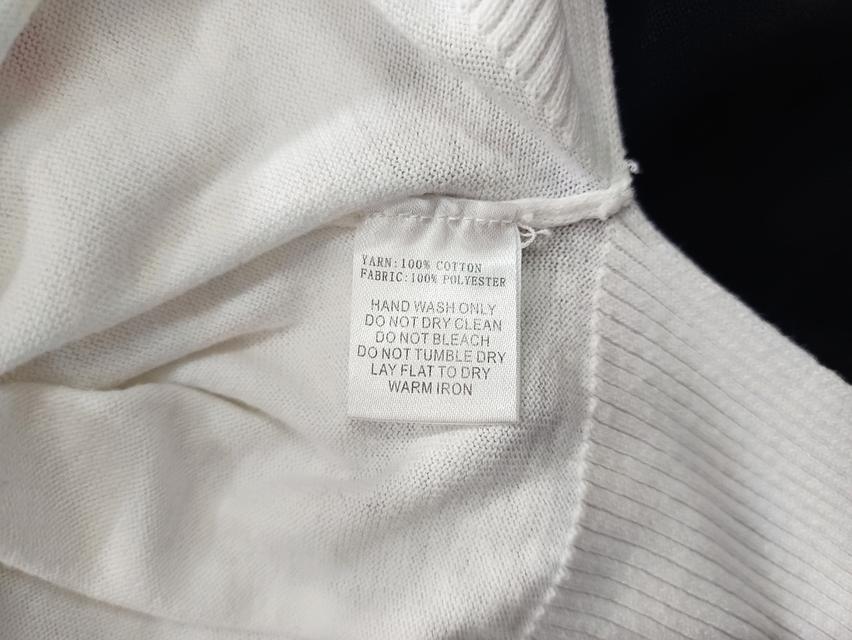 YARN:100% COTTON
FABRIC:100% POLYESTER
HAND WASH ONLY
DO NOT DRY CLEAN
DO NOT BLEACH
DO NOT TUMBLE DRY
LAY FLAT TO DRY
WARM IRON